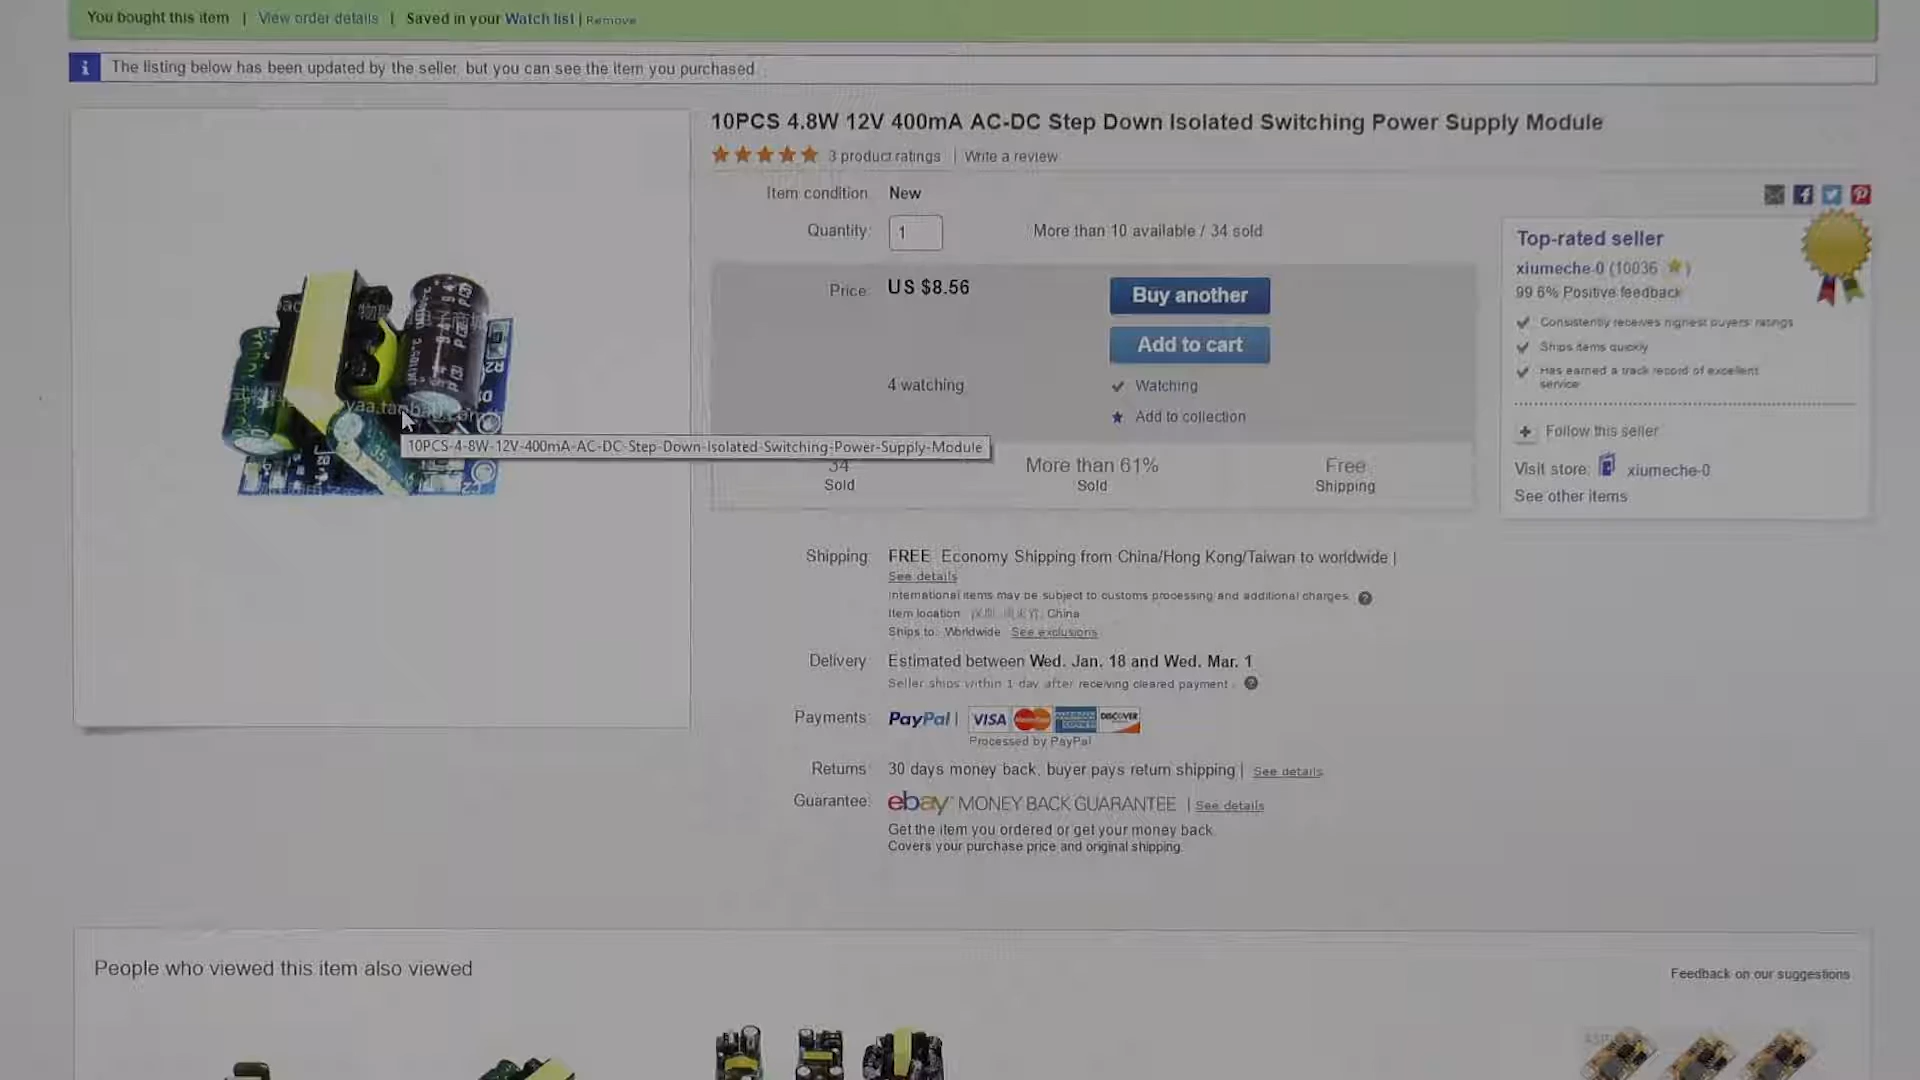 You bought this item | View order details | Saved in your Watch list | Remove
i The listing below has been updated by the seller, but you can see the item you purchased
10PCS 4.8W 12V 400mA AC-DC Step Down Isolated Switching Power Supply Module
3 product ratings | Write a review
Item condition: New
Quantity: 1 More than 10 available / 34 sold
Price: US $8.56 Buy another
Add to cart
4 watching Watching
Add to collection
10PCS-4-8W-12V-400mA-AC-DC-Step-Down-Isolated-Switching-Power-Supply-Module
34 More than 61% Free
Sold Sold Shipping
Top-rated seller
xiumeche-0 (10036 )
99.6% Positive feedback
Consistently receives highest buyers' ratings
Ships items quickly
Has earned a track record of excellent
service
Follow this seller
Visit store: xiumeche-0
See other items
Shipping: FREE Economy Shipping from China/Hong Kong/Taiwan to worldwide |
See details
International items may be subject to customs processing and additional charges.
Item location: China
Ships to: Worldwide See exclusions
Delivery: Estimated between Wed. Jan. 18 and Wed. Mar. 1
Seller ships within 1 day after receiving cleared payment.
Payments: PayPal | VISA MasterCard DISCOVER
Processed by PayPal
Returns: 30 days money back, buyer pays return shipping | See details
Guarantee: ebay MONEY BACK GUARANTEE | See details
Get the item you ordered or get your money back.
Covers your purchase price and original shipping.
People who viewed this item also viewed
Feedback on our suggestions